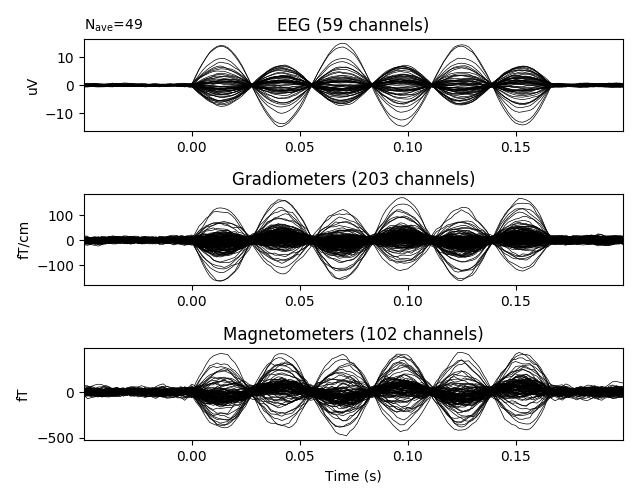 N_ave=49
EEG (59 channels)
10
0
−10
uV
0.00 0.05 0.10 0.15
Gradiometers (203 channels)
100
0
−100
fT/cm
0.00 0.05 0.10 0.15
Magnetometers (102 channels)
0
−500
fT
0.00 0.05 0.10 0.15
Time (s)